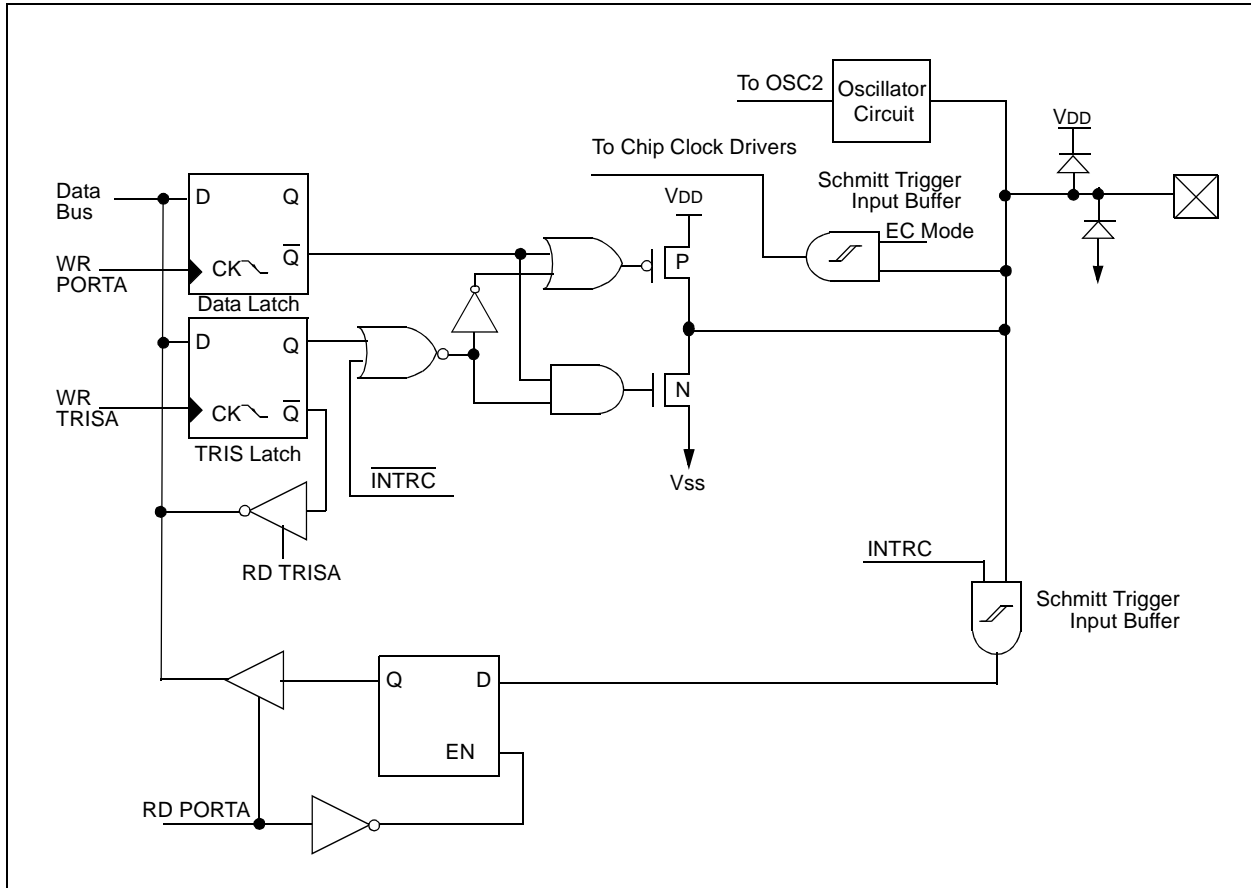 To OSC2
Oscillator
Circuit
VDD
To Chip Clock Drivers
Schmitt Trigger
Input Buffer
EC Mode
VDD
Data
Bus
D
Q
Q̅
CK
WR
PORTA
Data Latch
P
D
Q
N
WR
TRISA
CK
Q̅
TRIS Latch
I̅N̅T̅R̅C̅
Vss
RD TRISA
INTRC
Schmitt Trigger
Input Buffer
Q
D
EN
RD PORTA